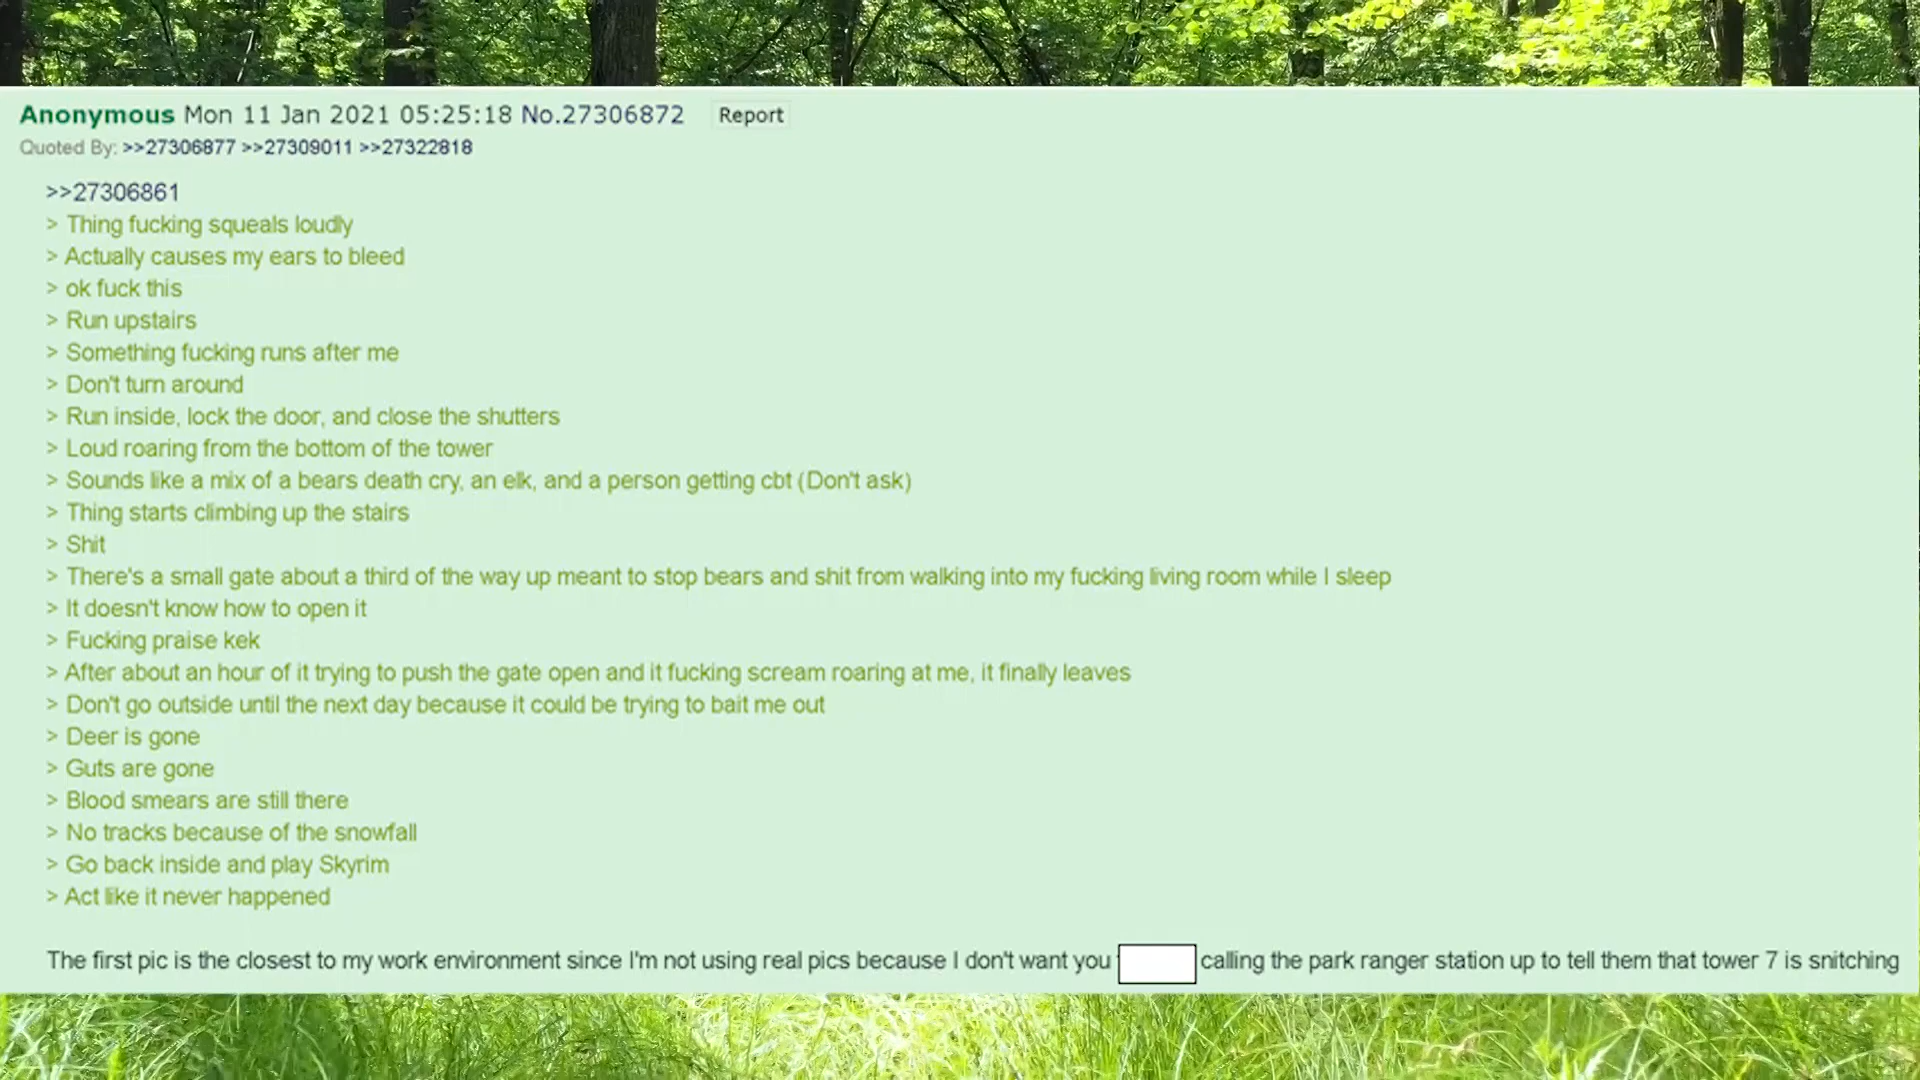 Anonymous Mon 11 Jan 2021 05:25:18 No.27306872 Report
Quoted By: >>27306877 >>27309011 >>27322818
>>27306861
> Thing fucking squeals loudly
> Actually causes my ears to bleed
> ok fuck this
> Run upstairs
> Something fucking runs after me
> Don't turn around
> Run inside, lock the door, and close the shutters
> Loud roaring from the bottom of the tower
> Sounds like a mix of a bears death cry, an elk, and a person getting cbt (Don't ask)
> Thing starts climbing up the stairs
> Shit
> There's a small gate about a third of the way up meant to stop bears and shit from walking into my fucking living room while I sleep
> It doesn't know how to open it
> Fucking praise kek
> After about an hour of it trying to push the gate open and it fucking scream roaring at me, it finally leaves
> Don't go outside until the next day because it could be trying to bait me out
> Deer is gone
> Guts are gone
> Blood smears are still there
> No tracks because of the snowfall
> Go back inside and play Skyrim
> Act like it never happened
The first pic is the closest to my work environment since I'm not using real pics because I don't want you calling the park ranger station up to tell them that tower 7 is snitching